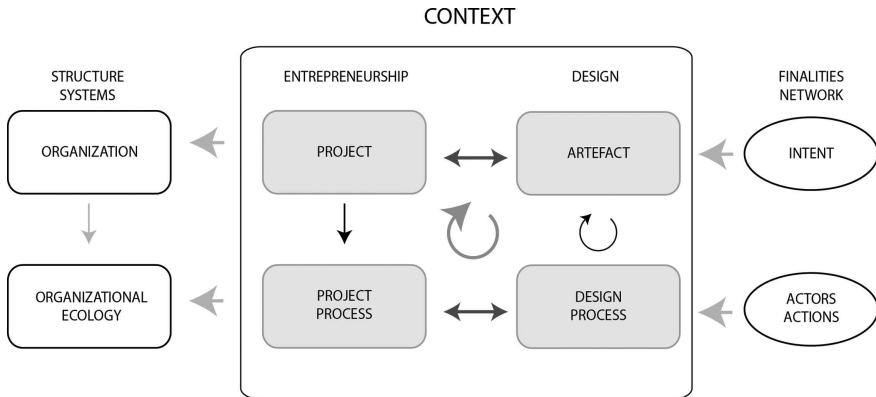 CONTEXT
STRUCTURE
SYSTEMS
ENTREPRENEURSHIP
DESIGN
FINALITIES
NETWORK
ORGANIZATION
PROJECT
ARTEFACT
INTENT
ORGANIZATIONAL
ECOLOGY
PROJECT
PROCESS
DESIGN
PROCESS
ACTORS
ACTIONS